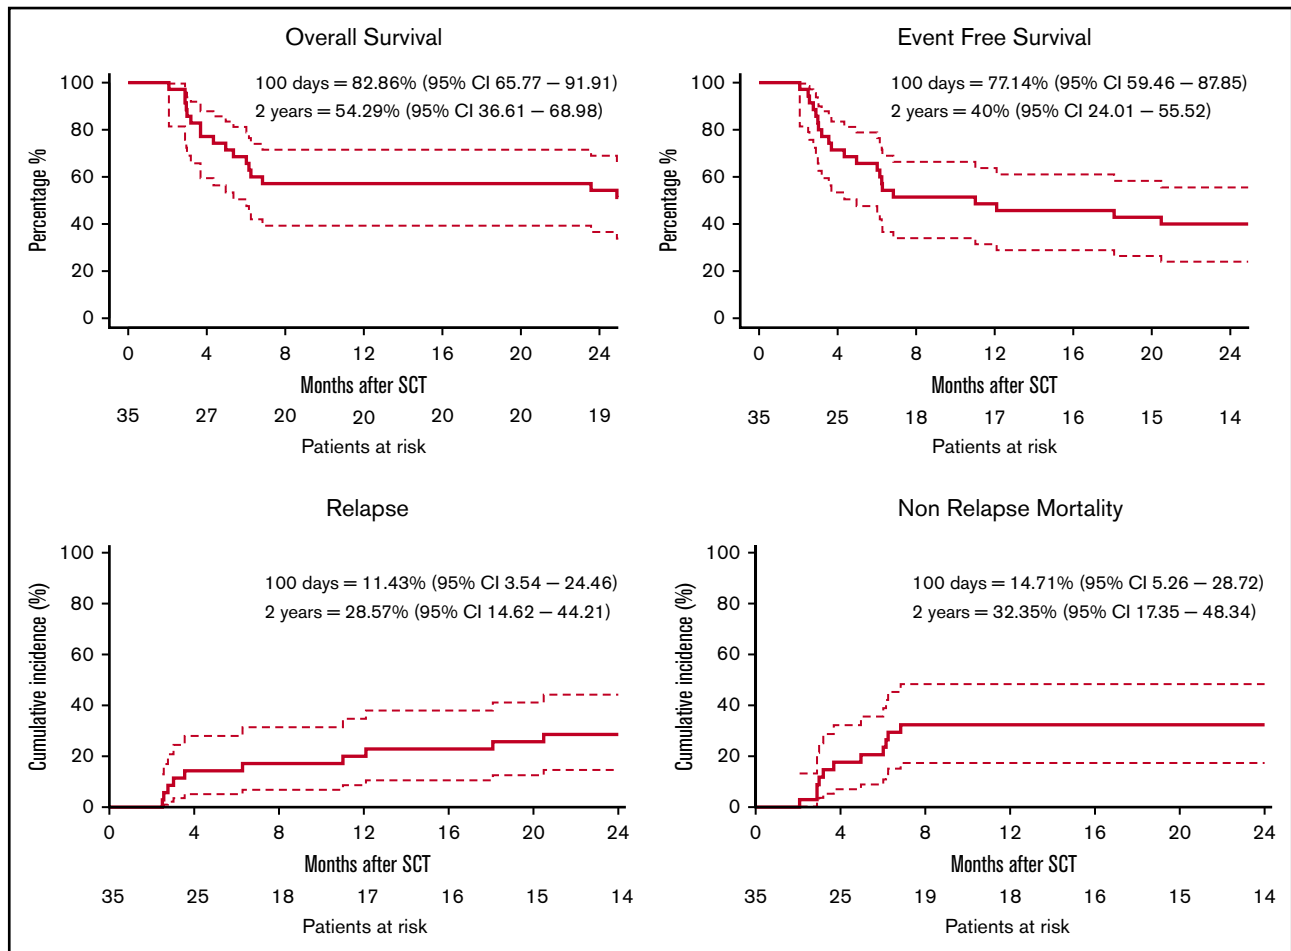 Overall Survival
100 days = 82.86% (95% CI 65.77 – 91.91)
2 years = 54.29% (95% CI 36.61 – 68.98)
Percentage %
100
80
60
40
20
0
0 4 8 12 16 20 24
Months after SCT
35 27 20 20 20 20 19
Patients at risk
Event Free Survival
100 days = 77.14% (95% CI 59.46 – 87.85)
2 years = 40% (95% CI 24.01 – 55.52)
Percentage %
100
80
60
40
20
0
0 4 8 12 16 20 24
Months after SCT
35 25 18 17 16 15 14
Patients at risk
Relapse
100 days = 11.43% (95% CI 3.54 – 24.46)
2 years = 28.57% (95% CI 14.62 – 44.21)
Cumulative incidence (%)
100
80
60
40
20
0
0 4 8 12 16 20 24
Months after SCT
35 25 18 17 16 15 14
Patients at risk
Non Relapse Mortality
100 days = 14.71% (95% CI 5.26 – 28.72)
2 years = 32.35% (95% CI 17.35 – 48.34)
Cumulative incidence (%)
100
80
60
40
20
0
0 4 8 12 16 20 24
Months after SCT
35 25 19 18 16 15 14
Patients at risk